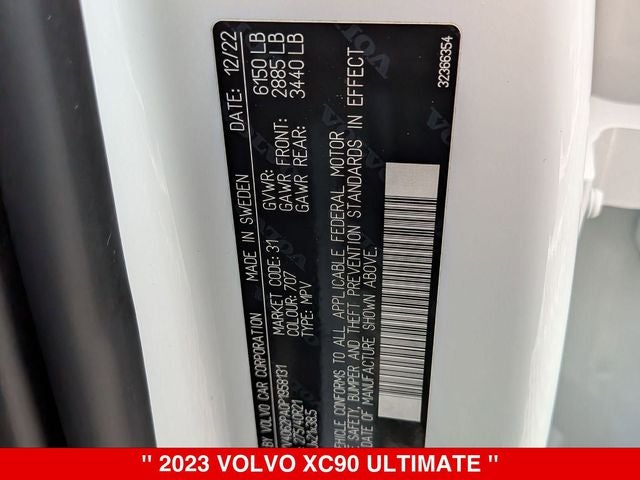 BY VOLVO CAR CORPORATION MADE IN SWEDEN DATE: 12/22
MARKET CODE: 31 GVWR: 6150 LB
COLOUR: 707 GAWR FRONT: 2885 LB
TYPE: MPV GAWR REAR: 3440 LB
VEHICLE CONFORMS TO ALL APPLICABLE FEDERAL MOTOR
SAFETY, BUMPER AND THEFT PREVENTION STANDARDS IN EFFECT
DATE OF MANUFACTURE SHOWN ABOVE.
32366354
VOLVO
" 2023 VOLVO XC90 ULTIMATE "